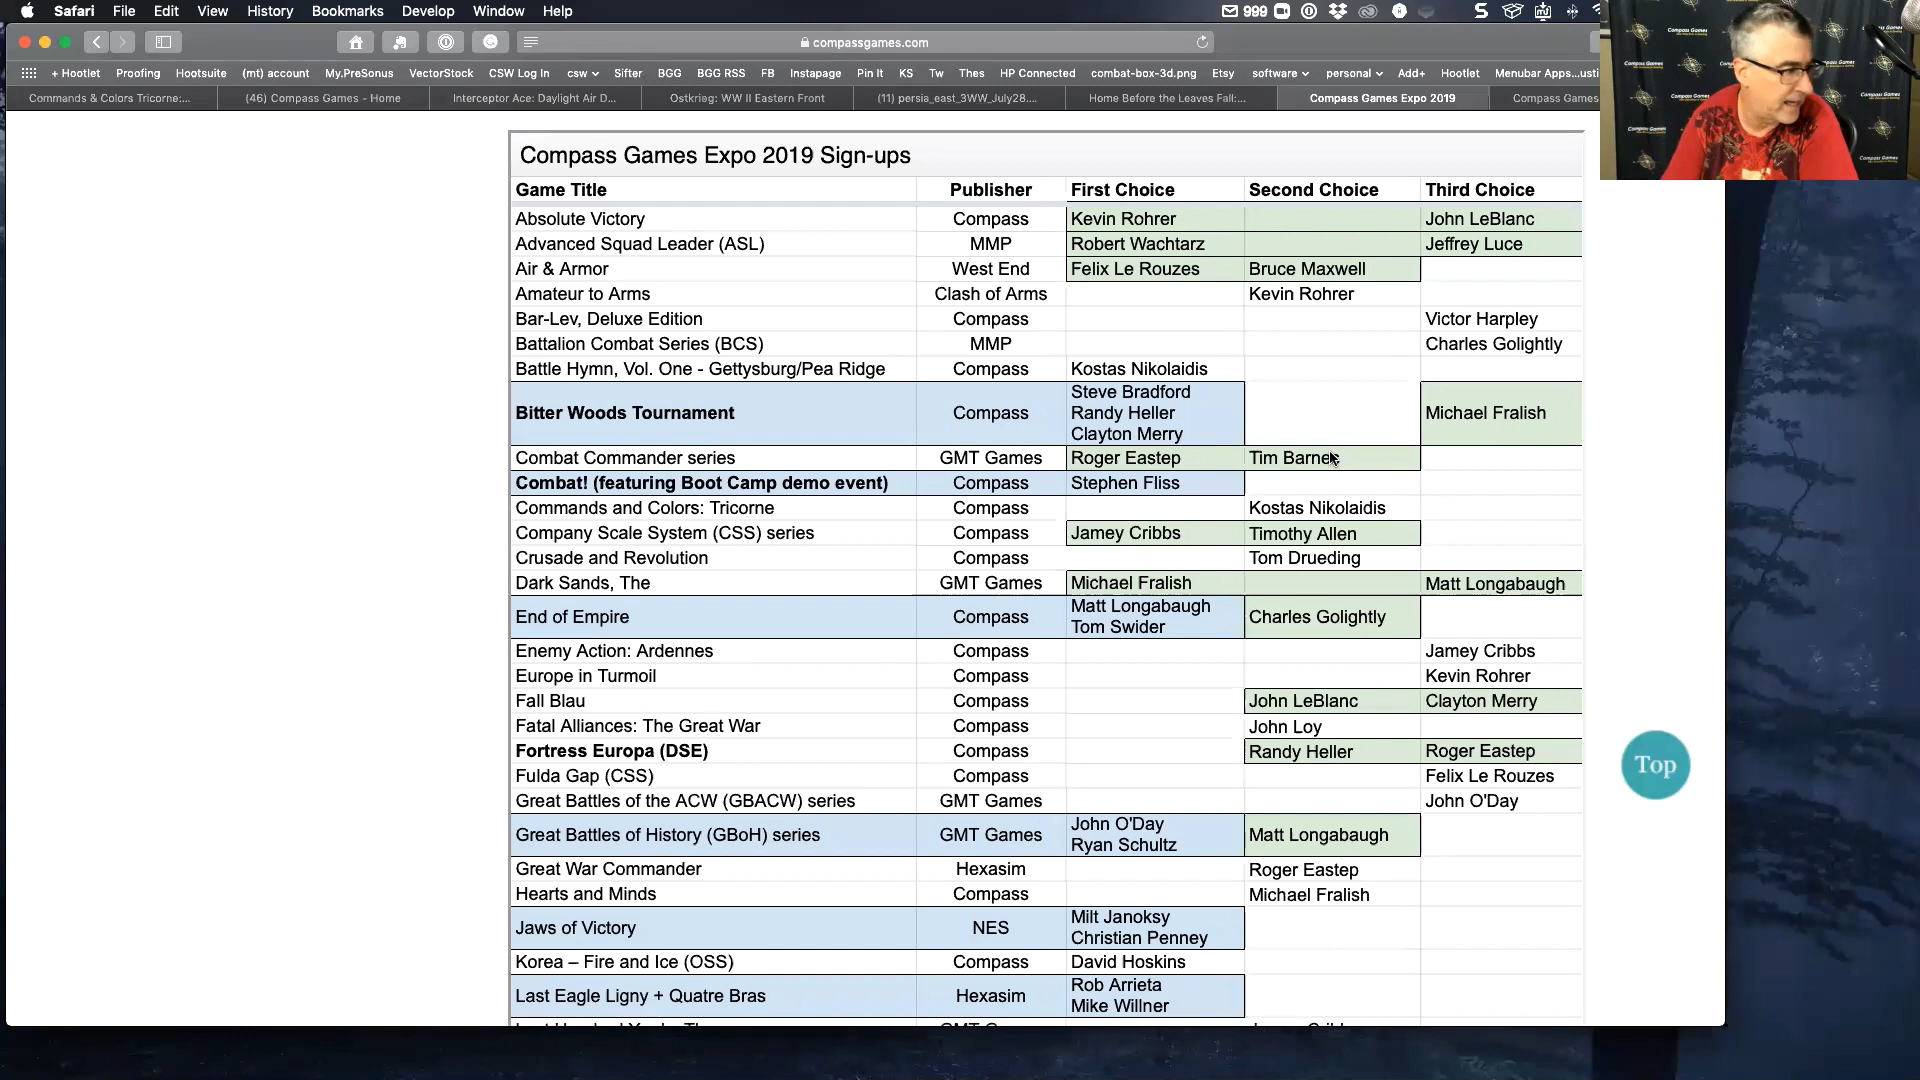 Safari File Edit View History Bookmarks Develop Window Help 999
compassgames.com
+ Hootlet Proofing Hootsuite (mt) account My.PreSonus VectorStock CSW Log In csw Sifter BGG BGG RSS FB Instapage Pin It KS Tw Thes HP Connected combat-box-3d.png Etsy software personal Add+ Hootlet Menubar Apps...usti
Commands & Colors Tricorne:... (46) Compass Games - Home Interceptor Ace: Daylight Air D... Ostkrieg: WW II Eastern Front (11) persia_east_3WW_July28.... Home Before the Leaves Fall:... Compass Games Expo 2019 Compass Games
Compass Games Expo 2019 Sign-ups
Game Title Publisher First Choice Second Choice Third Choice
Absolute Victory Compass Kevin Rohrer John LeBlanc
Advanced Squad Leader (ASL) MMP Robert Wachtarz Jeffrey Luce
Air & Armor West End Felix Le Rouzes Bruce Maxwell
Amateur to Arms Clash of Arms Kevin Rohrer
Bar-Lev, Deluxe Edition Compass Victor Harpley
Battalion Combat Series (BCS) MMP Charles Golightly
Battle Hymn, Vol. One - Gettysburg/Pea Ridge Compass Kostas Nikolaidis
Steve Bradford
Bitter Woods Tournament Compass Randy Heller Michael Fralish
Clayton Merry
Combat Commander series GMT Games Roger Eastep Tim Barnes
Combat! (featuring Boot Camp demo event) Compass Stephen Fliss
Commands and Colors: Tricorne Compass Kostas Nikolaidis
Company Scale System (CSS) series Compass Jamey Cribbs Timothy Allen
Crusade and Revolution Compass Tom Drueding
Dark Sands, The GMT Games Michael Fralish Matt Longabaugh
End of Empire Compass Matt Longabaugh Charles Golightly
Tom Swider
Enemy Action: Ardennes Compass Jamey Cribbs
Europe in Turmoil Compass Kevin Rohrer
Fall Blau Compass John LeBlanc Clayton Merry
Fatal Alliances: The Great War Compass John Loy
Fortress Europa (DSE) Compass Randy Heller Roger Eastep
Fulda Gap (CSS) Compass Felix Le Rouzes
Great Battles of the ACW (GBACW) series GMT Games John O'Day
Great Battles of History (GBoH) series GMT Games John O'Day Matt Longabaugh
Ryan Schultz
Great War Commander Hexasim Roger Eastep
Hearts and Minds Compass Michael Fralish
Jaws of Victory NES Milt Janoksy
Christian Penney
Korea – Fire and Ice (OSS) Compass David Hoskins
Last Eagle Ligny + Quatre Bras Hexasim Rob Arrieta
Mike Willner
Top
Compass Games
Compass Games
Compass Games
Compass Games